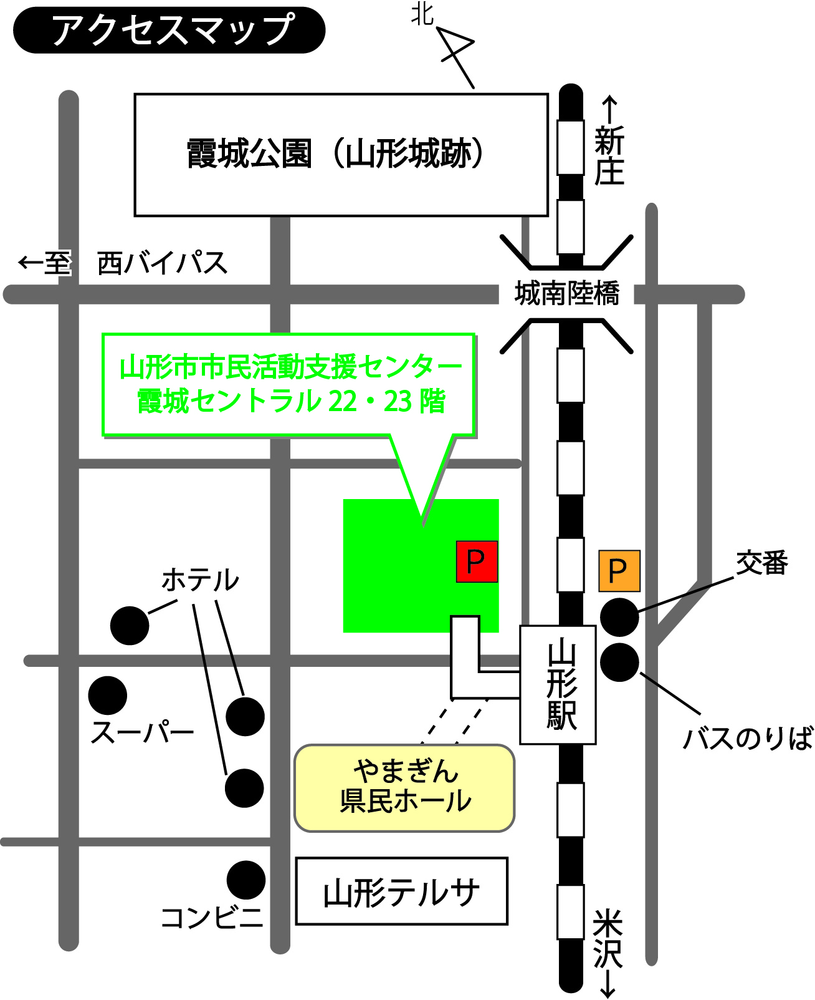 アクセスマップ
北
霞城公園（山形城跡）
↑新庄
←至　西バイパス
城南陸橋
山形市市民活動支援センター
霞城セントラル 22・23 階
P
P
交番
ホテル
山形駅
スーパー
バスのりば
やまぎん
県民ホール
山形テルサ
コンビニ
米沢↓